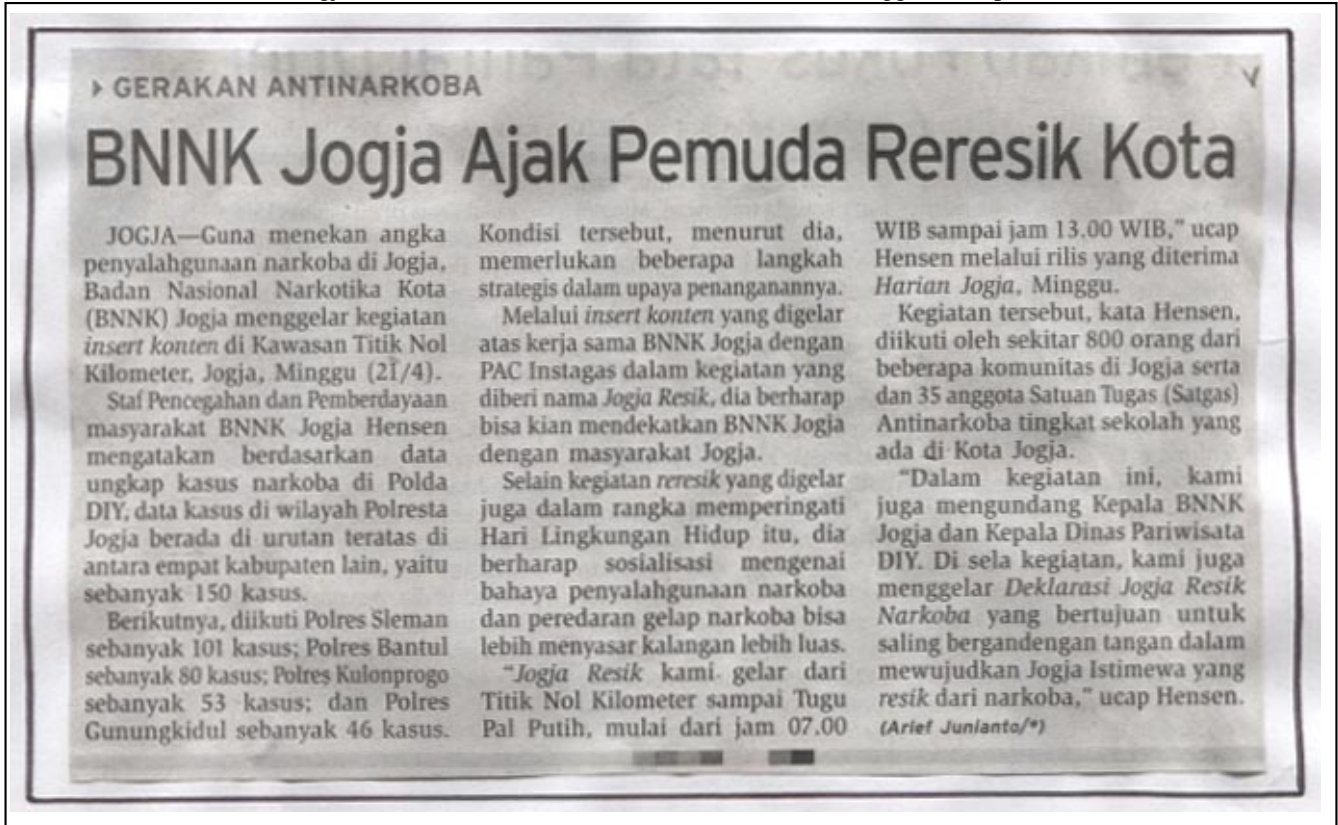 GERAKAN ANTINARKOBA
BNNK Jogja Ajak Pemuda Reresik Kota
JOGJA—Guna menekan angka
penyalahgunaan narkoba di Jogja,
Badan Nasional Narkotika Kota
(BNNK) Jogja menggelar kegiatan
insert konten di Kawasan Titik Nol
Kilometer, Jogja, Minggu (21/4).
Staf Pencegahan dan Pemberdayaan
masyarakat BNNK Jogja Hensen
mengatakan berdasarkan data
ungkap kasus narkoba di Polda
DIY, data kasus di wilayah Polresta
Jogja berada di urutan teratas di
antara empat kabupaten lain, yaitu
sebanyak 150 kasus.
Berikutnya, diikuti Polres Sleman
sebanyak 101 kasus; Polres Bantul
sebanyak 80 kasus; Polres Kulonprogo
sebanyak 53 kasus; dan Polres
Gunungkidul sebanyak 46 kasus.
Kondisi tersebut, menurut dia,
memerlukan beberapa langkah
strategis dalam upaya penanganannya.
Melalui insert konten yang digelar
atas kerja sama BNNK Jogja dengan
PAC Instagas dalam kegiatan yang
diberi nama Jogja Resik, dia berharap
bisa kian mendekatkan BNNK Jogja
dengan masyarakat Jogja.
Selain kegiatan reresik yang digelar
juga dalam rangka memperingati
Hari Lingkungan Hidup itu, dia
berharap sosialisasi mengenai
bahaya penyalahgunaan narkoba
dan peredaran gelap narkoba bisa
lebih menyasar kalangan lebih luas.
"Jogja Resik kami gelar dari
Titik Nol Kilometer sampai Tugu
Pal Putih, mulai dari jam 07.00
WIB sampai jam 13.00 WIB," ucap
Hensen melalui rilis yang diterima
Harian Jogja, Minggu.
Kegiatan tersebut, kata Hensen,
diikuti oleh sekitar 800 orang dari
beberapa komunitas di Jogja serta
dan 35 anggota Satuan Tugas (Satgas)
Antinarkoba tingkat sekolah yang
ada di Kota Jogja.
"Dalam kegiatan ini, kami
juga mengundang Kepala BNNK
Jogja dan Kepala Dinas Pariwisata
DIY. Di sela kegiatan, kami juga
menggelar Deklarasi Jogja Resik
Narkoba yang bertujuan untuk
saling bergandengan tangan dalam
mewujudkan Jogja Istimewa yang
resik dari narkoba," ucap Hensen.
(Arief Junianto/*)